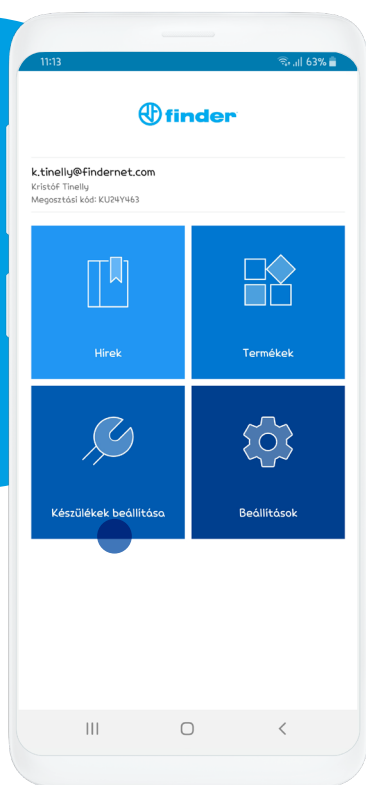 11:13 63%
finder
k.tinelly@findernet.com
Kristóf Tinelly
Megosztási kód: KU24Y463
Hírek
Termékek
Készülékek beállítása
Beállítások